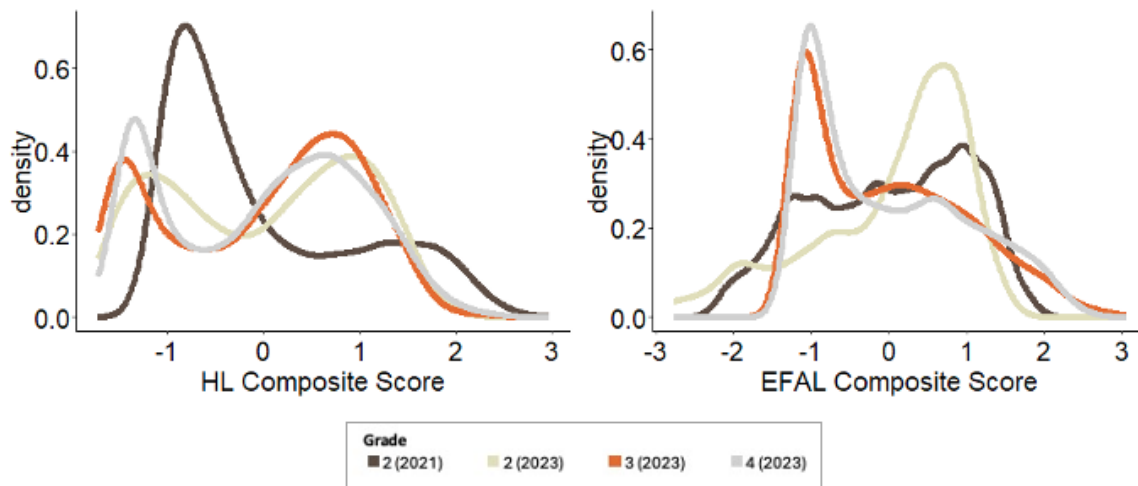 0.6
0.4
0.2
0.0
density
-1 0 1 2 3
HL Composite Score
0.6
0.4
0.2
0.0
density
-3 -2 -1 0 1 2 3
EFAL Composite Score
Grade
2 (2021) 2 (2023) 3 (2023) 4 (2023)